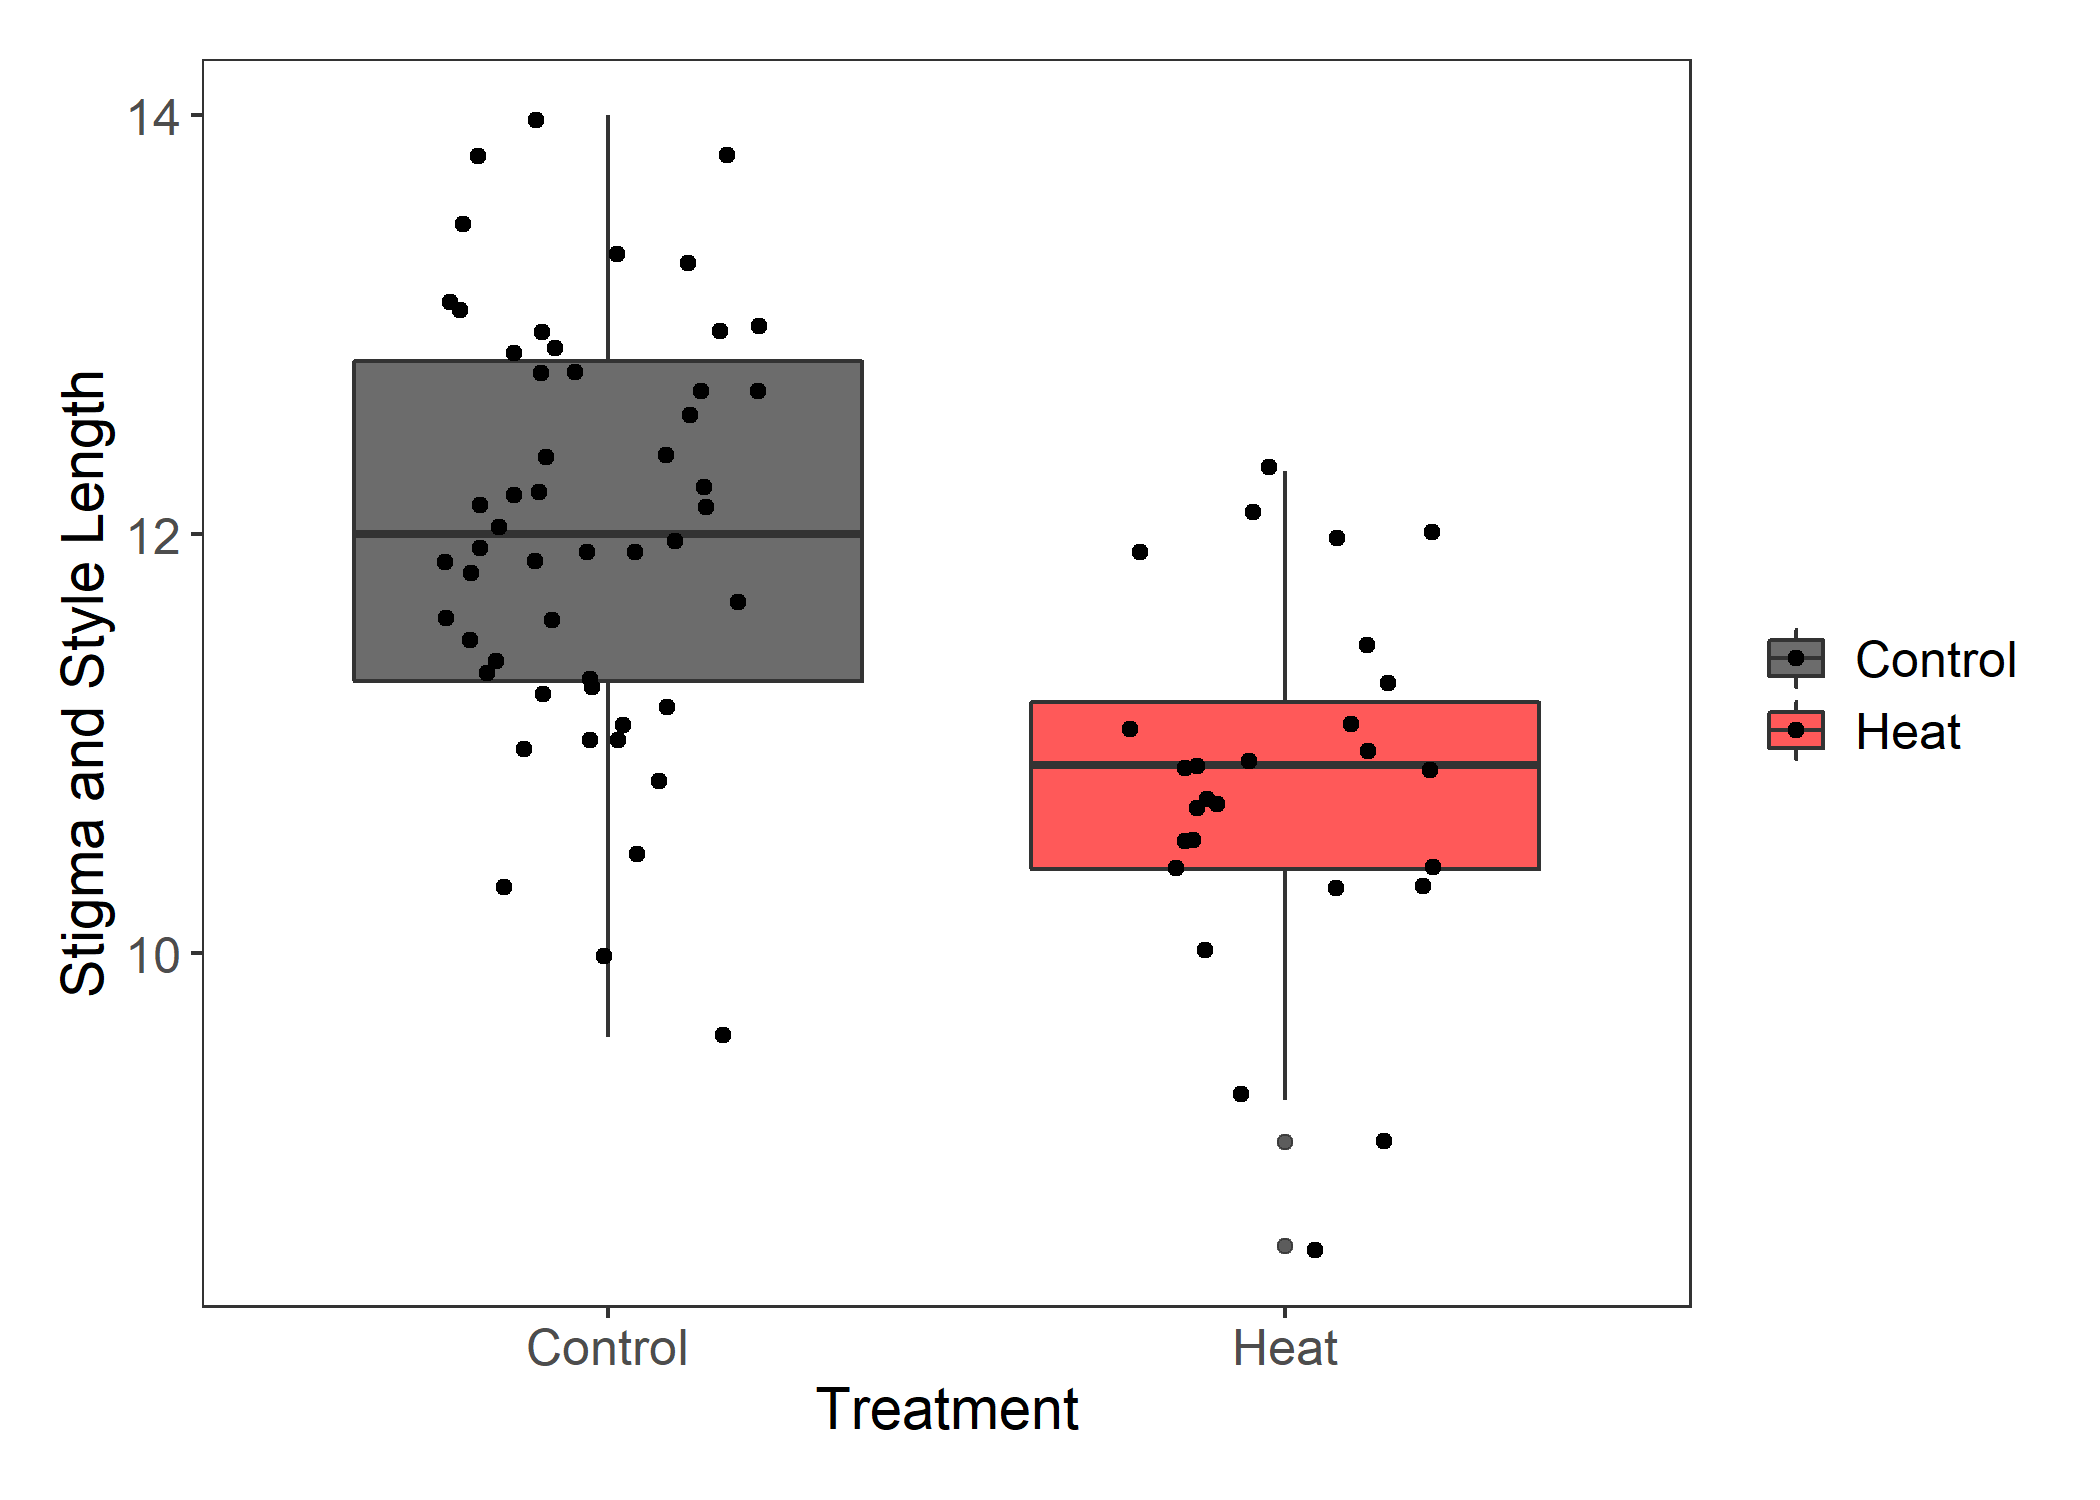 Stigma and Style Length
14
12
10
Control
Heat
Treatment
Control
Heat